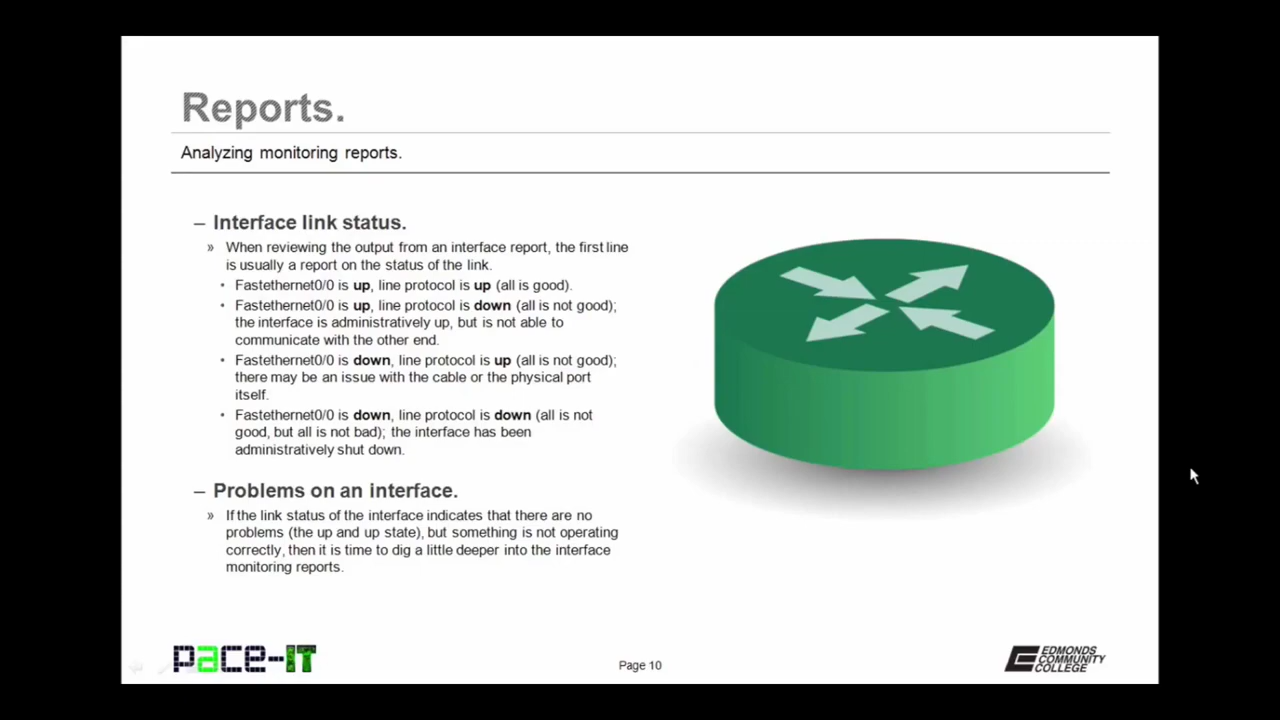 Reports.
Analyzing monitoring reports.
– Interface link status.
» When reviewing the output from an interface report, the first line
is usually a report on the status of the link.
• Fastethernet0/0 is up, line protocol is up (all is good).
• Fastethernet0/0 is up, line protocol is down (all is not good);
the interface is administratively up, but is not able to
communicate with the other end.
• Fastethernet0/0 is down, line protocol is up (all is not good);
there may be an issue with the cable or the physical port
itself.
• Fastethernet0/0 is down, line protocol is down (all is not
good, but all is not bad); the interface has been
administratively shut down.
– Problems on an interface.
» If the link status of the interface indicates that there are no
problems (the up and up state), but something is not operating
correctly, then it is time to dig a little deeper into the interface
monitoring reports.
pace-IT
Page 10
EDMONDS
COMMUNITY
COLLEGE